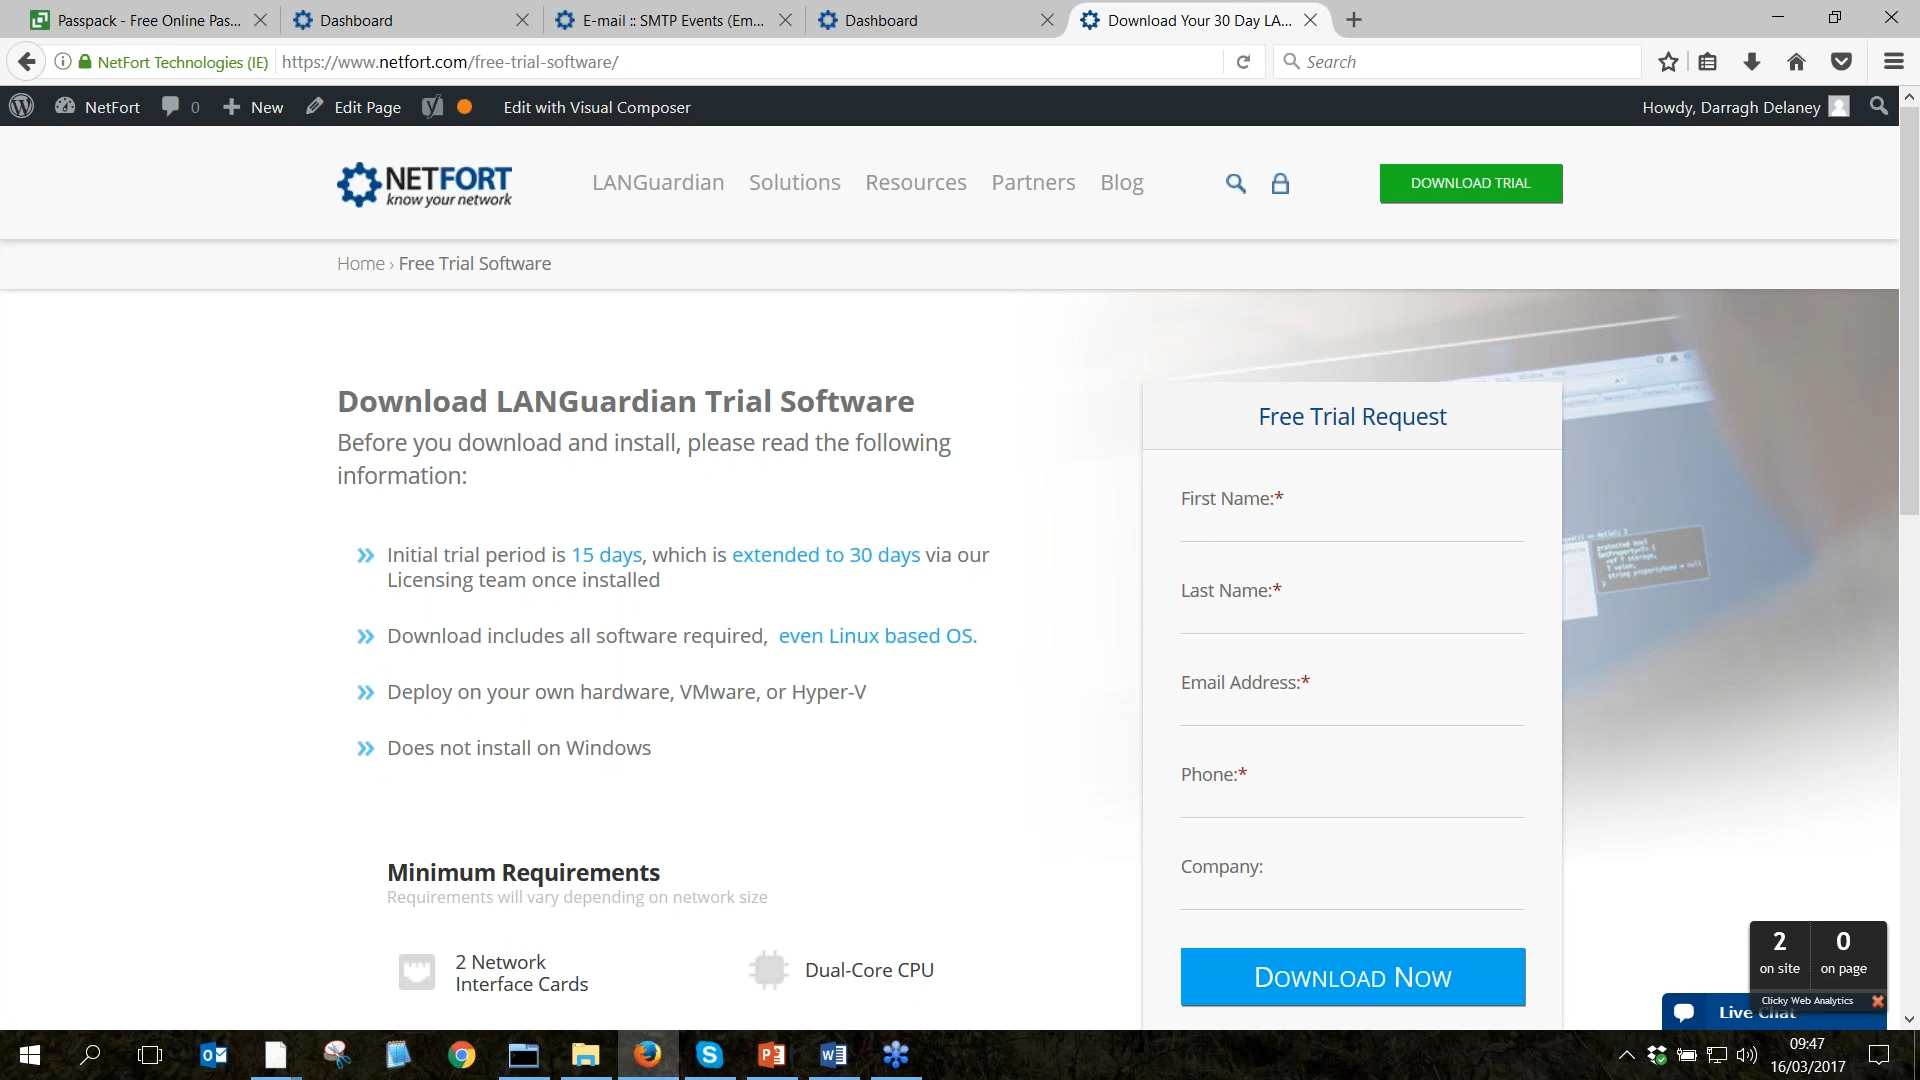 Passpack - Free Online Pas...
Dashboard
E-mail :: SMTP Events (Em...
Dashboard
Download Your 30 Day LA...
NetFort Technologies (IE)
https://www.netfort.com/free-trial-software/
Search
NetFort
0
New
Edit Page
Edit with Visual Composer
Howdy, Darragh Delaney
NETFORT
know your network
LANGuardian
Solutions
Resources
Partners
Blog
DOWNLOAD TRIAL
Home › Free Trial Software
Download LANGuardian Trial Software
Before you download and install, please read the following
information:
Initial trial period is 15 days, which is extended to 30 days via our
Licensing team once installed
Download includes all software required, even Linux based OS.
Deploy on your own hardware, VMware, or Hyper-V
Does not install on Windows
Minimum Requirements
Requirements will vary depending on network size
2 Network
Interface Cards
Dual-Core CPU
Free Trial Request
First Name:*
Last Name:*
Email Address:*
Phone:*
Company:
DOWNLOAD NOW
2
on site
0
on page
Clicky Web Analytics
Live Chat
09:47
16/03/2017